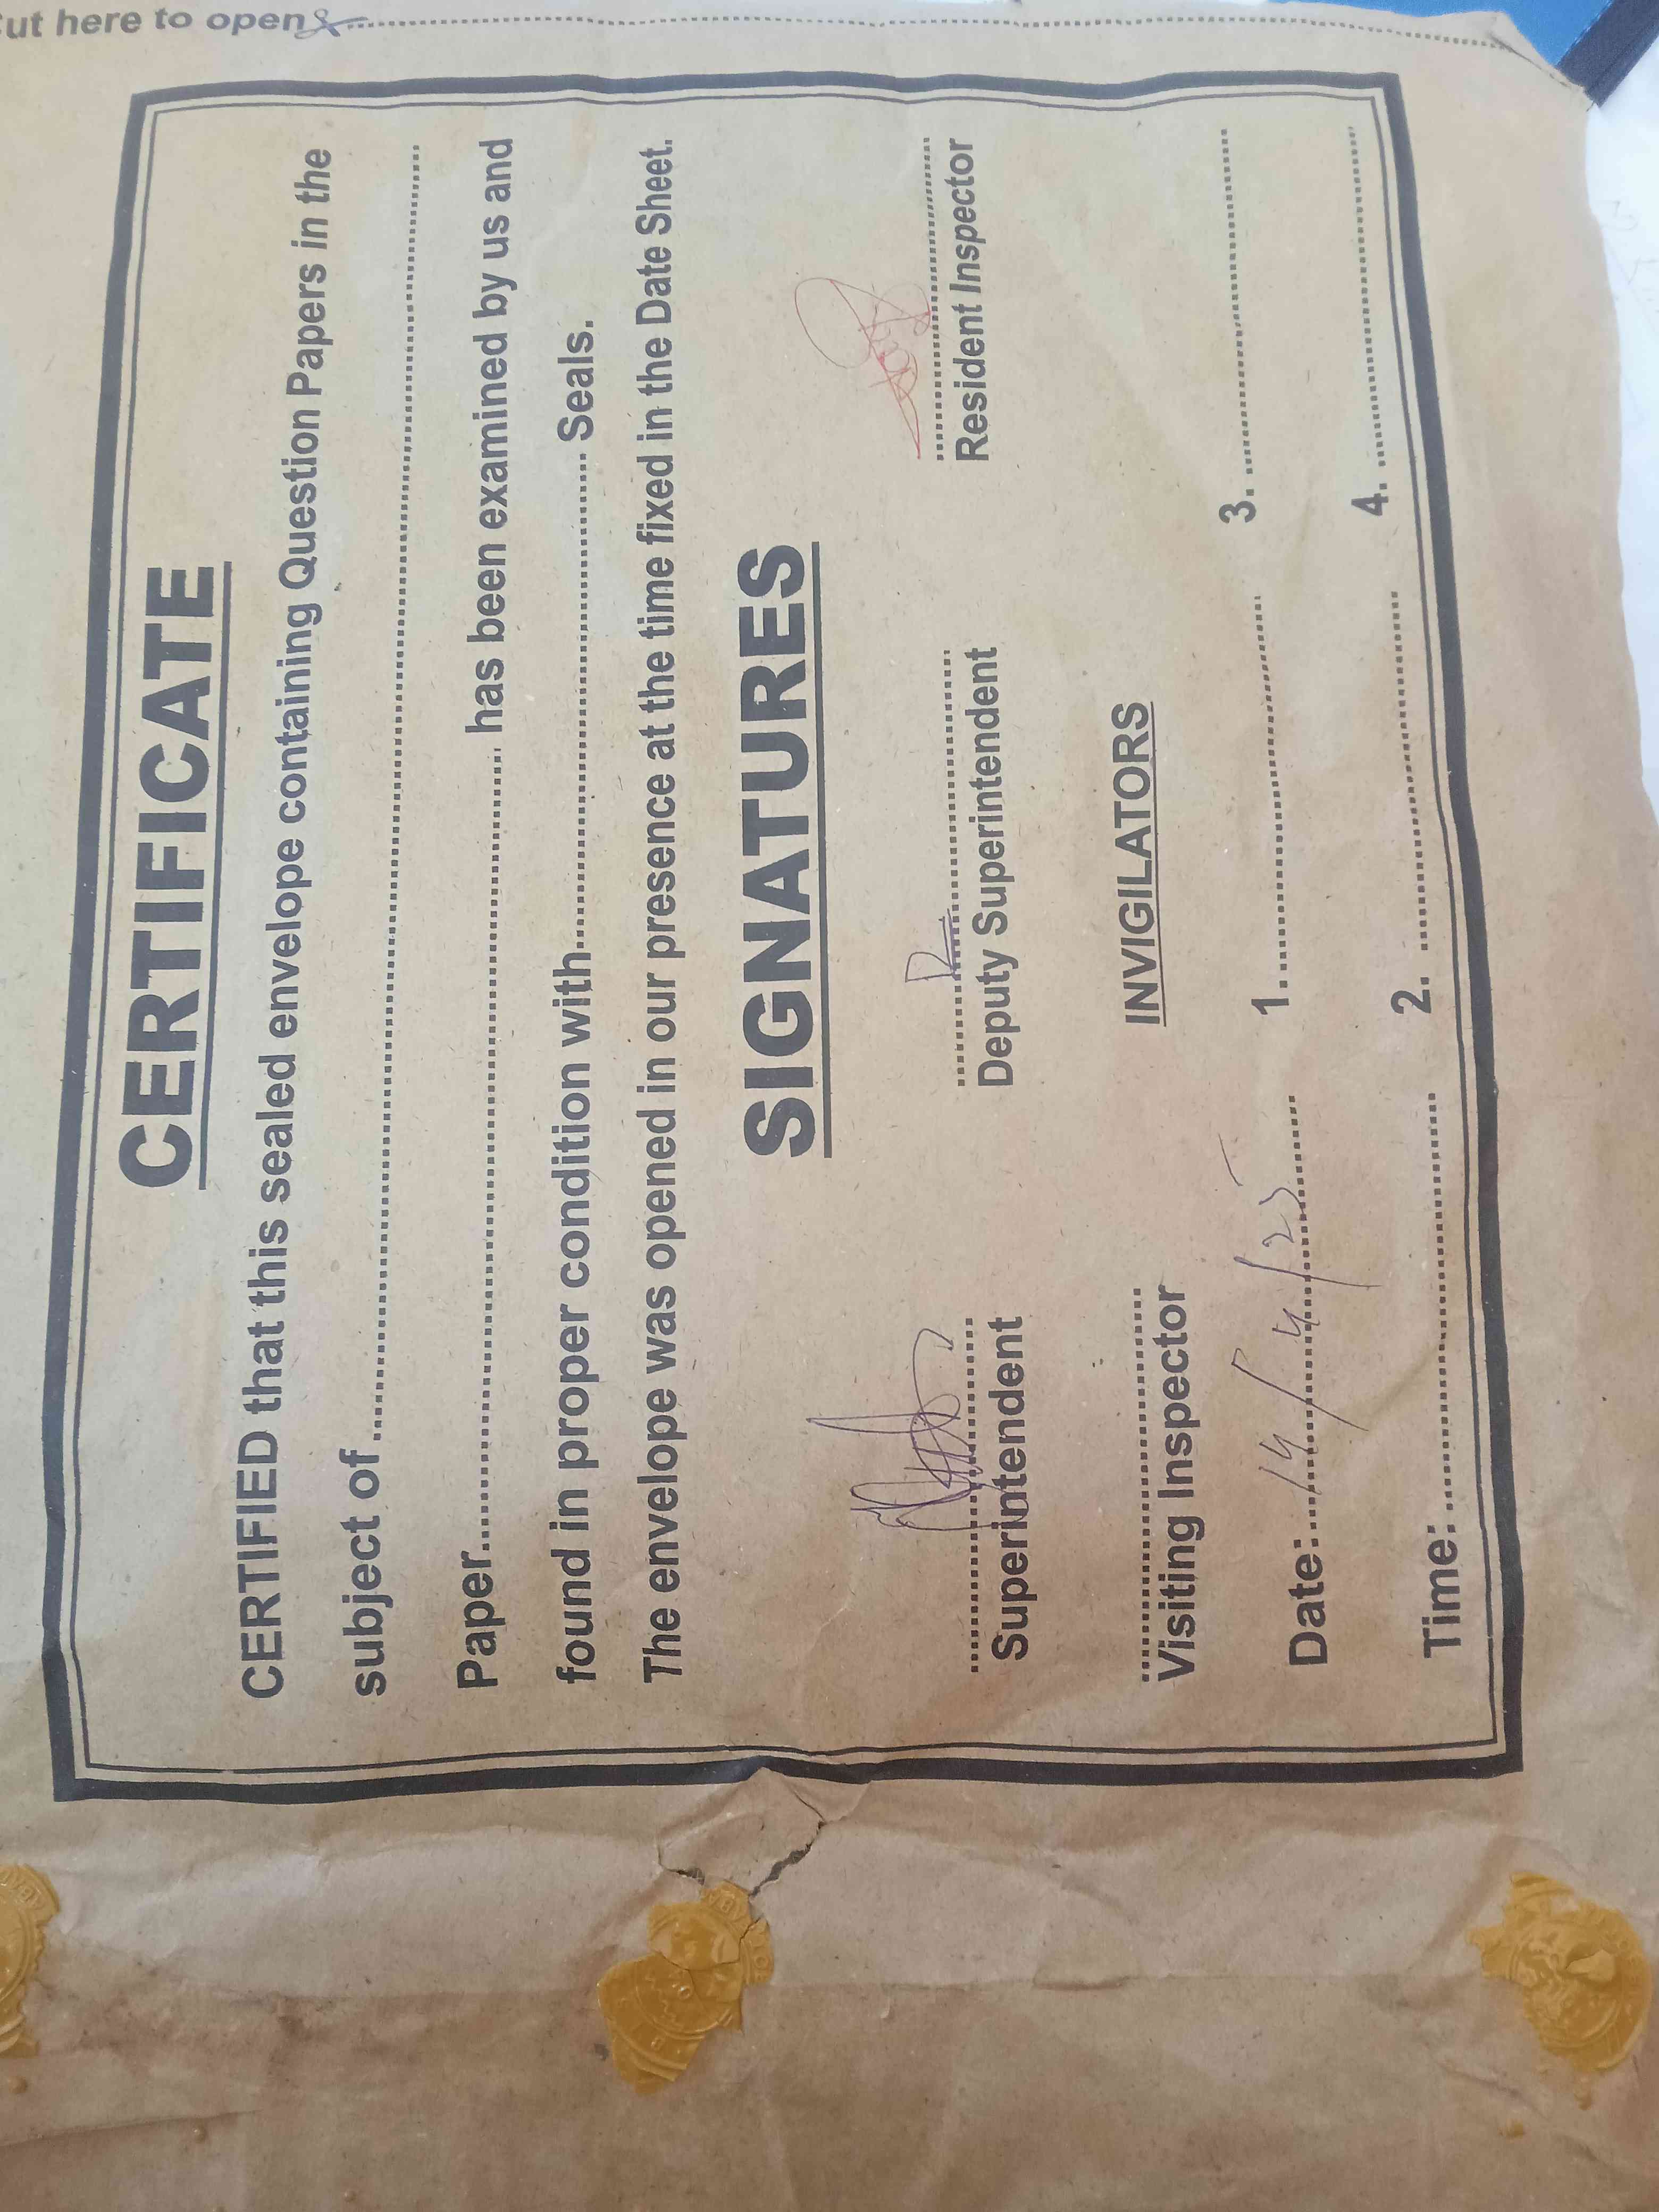 Cut here to open
CERTIFICATE
CERTIFIED that this sealed envelope containing Question Papers in the
subject of
Paper has been examined by us and
found in proper condition with Seals.
The envelope was opened in our presence at the time fixed in the Date Sheet.
SIGNATURES
Superintendent Deputy Superintendent Resident Inspector
INVIGILATORS
Visiting Inspector
Date: 14/4/25 1. 3.
Time: 2. 4.